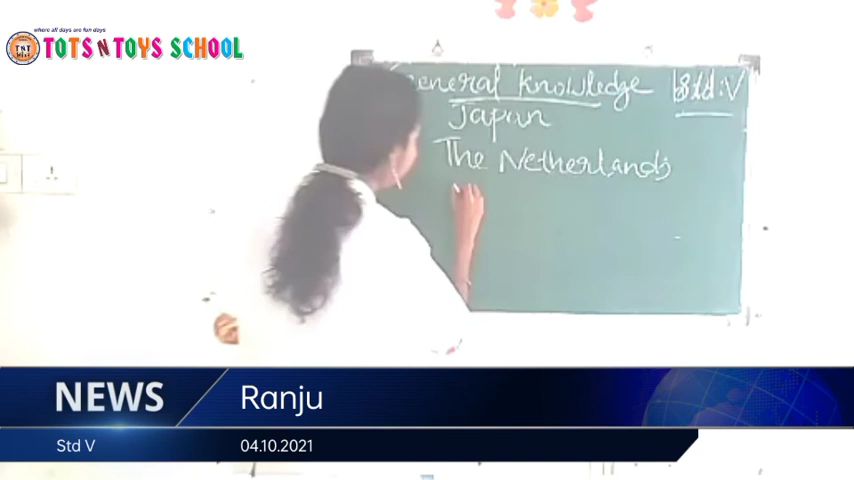 where all days are fun days
TOTS N TOYS SCHOOL
TNT
General Knowledge Std:V
Japan
The Netherlands
NEWS Ranju
Std V 04.10.2021